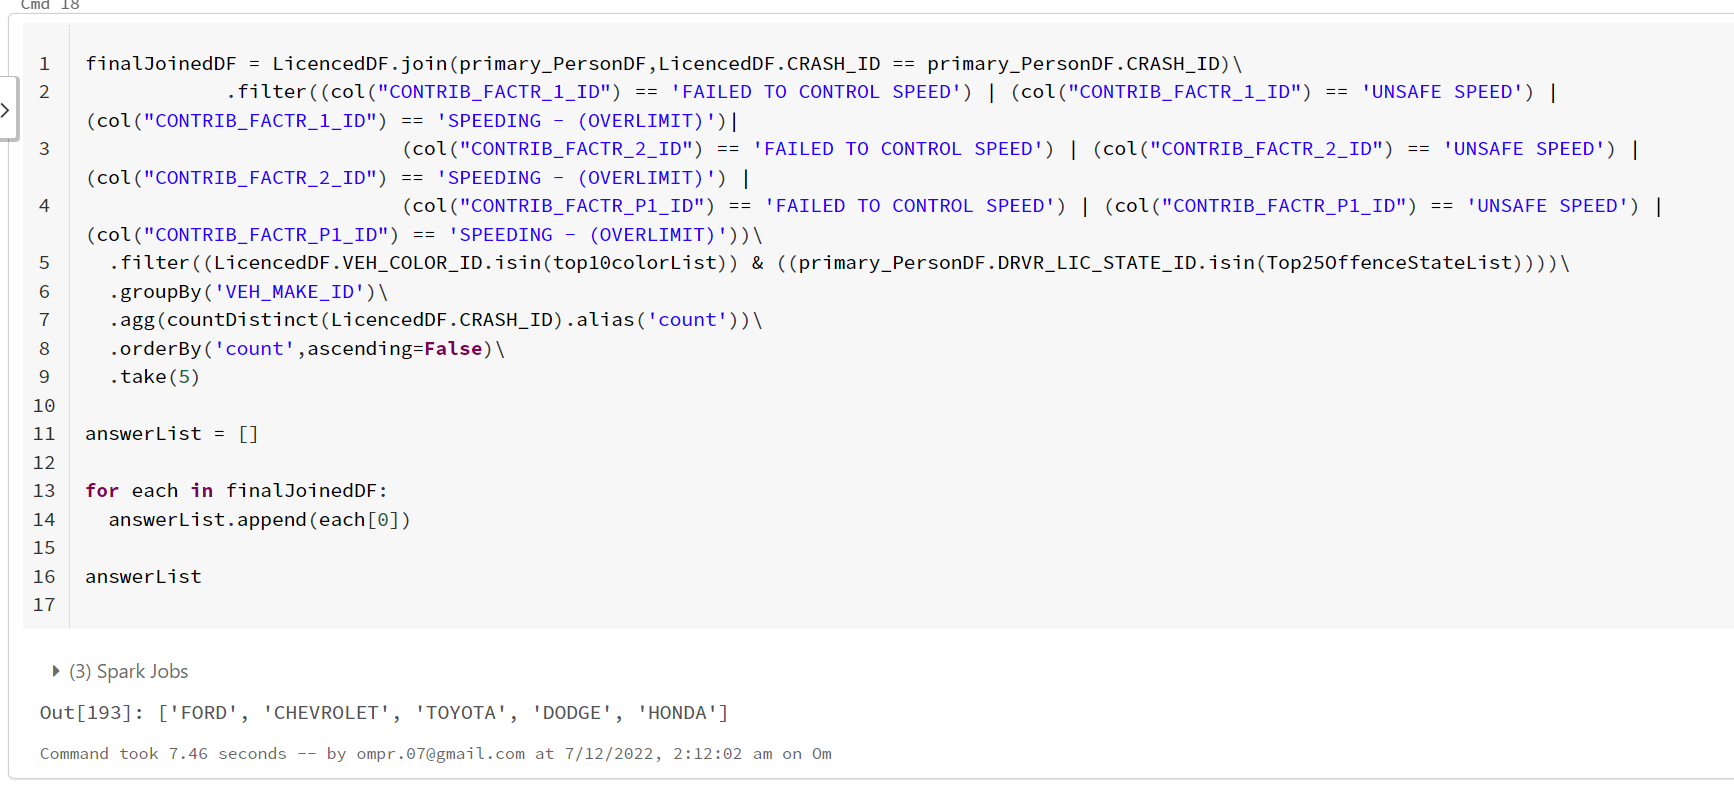 Cmd 18
1 finalJoinedDF = LicencedDF.join(primary_PersonDF,LicencedDF.CRASH_ID == primary_PersonDF.CRASH_ID)\
2 .filter((col("CONTRIB_FACTR_1_ID") == 'FAILED TO CONTROL SPEED') | (col("CONTRIB_FACTR_1_ID") == 'UNSAFE SPEED') |
(col("CONTRIB_FACTR_1_ID") == 'SPEEDING - (OVERLIMIT)')|
3 (col("CONTRIB_FACTR_2_ID") == 'FAILED TO CONTROL SPEED') | (col("CONTRIB_FACTR_2_ID") == 'UNSAFE SPEED') |
(col("CONTRIB_FACTR_2_ID") == 'SPEEDING - (OVERLIMIT)') |
4 (col("CONTRIB_FACTR_P1_ID") == 'FAILED TO CONTROL SPEED') | (col("CONTRIB_FACTR_P1_ID") == 'UNSAFE SPEED') |
(col("CONTRIB_FACTR_P1_ID") == 'SPEEDING - (OVERLIMIT)'))\
5 .filter((LicencedDF.VEH_COLOR_ID.isin(top10colorList)) & ((primary_PersonDF.DRVR_LIC_STATE_ID.isin(Top25OffenceStateList))))\
6 .groupBy('VEH_MAKE_ID')\
7 .agg(countDistinct(LicencedDF.CRASH_ID).alias('count'))\
8 .orderBy('count',ascending=False)\
9 .take(5)
10
11 answerList = []
12
13 for each in finalJoinedDF:
14 answerList.append(each[0])
15
16 answerList
17
(3) Spark Jobs
Out[193]: ['FORD', 'CHEVROLET', 'TOYOTA', 'DODGE', 'HONDA']
Command took 7.46 seconds -- by ompr.07@gmail.com at 7/12/2022, 2:12:02 am on Om